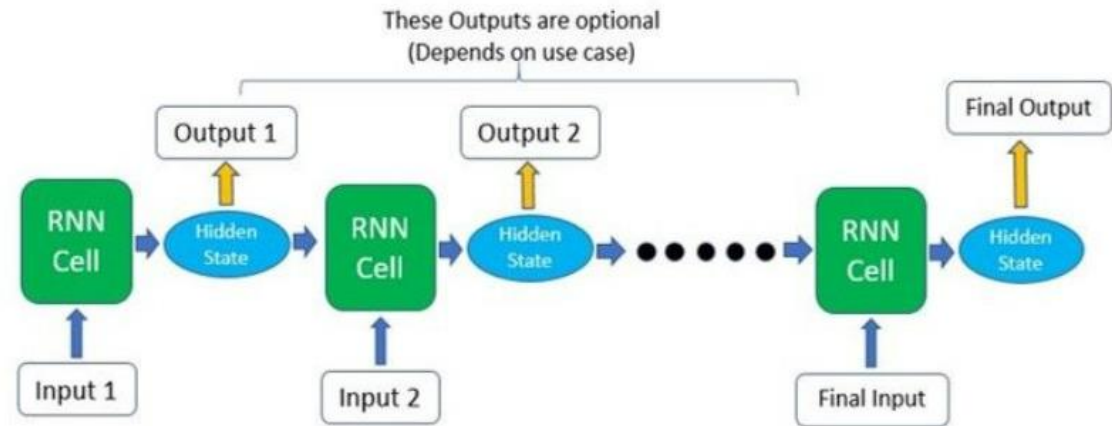 These Outputs are optional
(Depends on use case)
Final Output
Output 1
Output 2
RNN
Cell
Hidden
State
RNN
Cell
Hidden
State
RNN
Cell
Hidden
State
Input 1
Input 2
Final Input